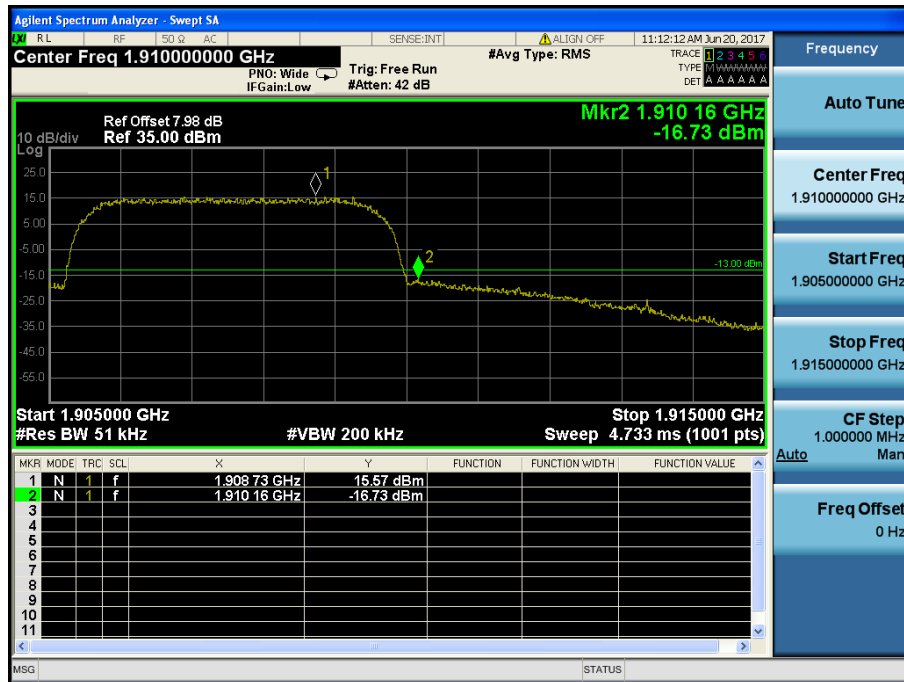 Agilent Spectrum Analyzer - Swept SA
LXI RL RF 50 Ω AC SENSE:INT ALIGN OFF 11:12:12 AM Jun 20, 2017
Center Freq 1.910000000 GHz #Avg Type: RMS TRACE 1 2 3 4 5 6
PNO: Wide Trig: Free Run TYPE M WWWWW
IFGain:Low #Atten: 42 dB DET A A A A A A
Frequency
Auto Tune
Center Freq
1.910000000 GHz
Start Freq
1.905000000 GHz
Stop Freq
1.915000000 GHz
CF Step
1.000000 MHz
Auto Man
Freq Offset
0 Hz
Mkr2 1.910 16 GHz
-16.73 dBm
Ref Offset 7.98 dB
10 dB/div Ref 35.00 dBm
Log
25.0
15.0
5.00
-5.00
-15.0
-25.0
-35.0
-45.0
-55.0
1
2
-13.00 dBm
Start 1.905000 GHz Stop 1.915000 GHz
#Res BW 51 kHz #VBW 200 kHz Sweep 4.733 ms (1001 pts)
MKR MODE TRC SCL X Y FUNCTION FUNCTION WIDTH FUNCTION VALUE
1 N 1 f 1.908 73 GHz 15.57 dBm
2 N 1 f 1.910 16 GHz -16.73 dBm
3
4
5
6
7
8
9
10
11
MSG STATUS